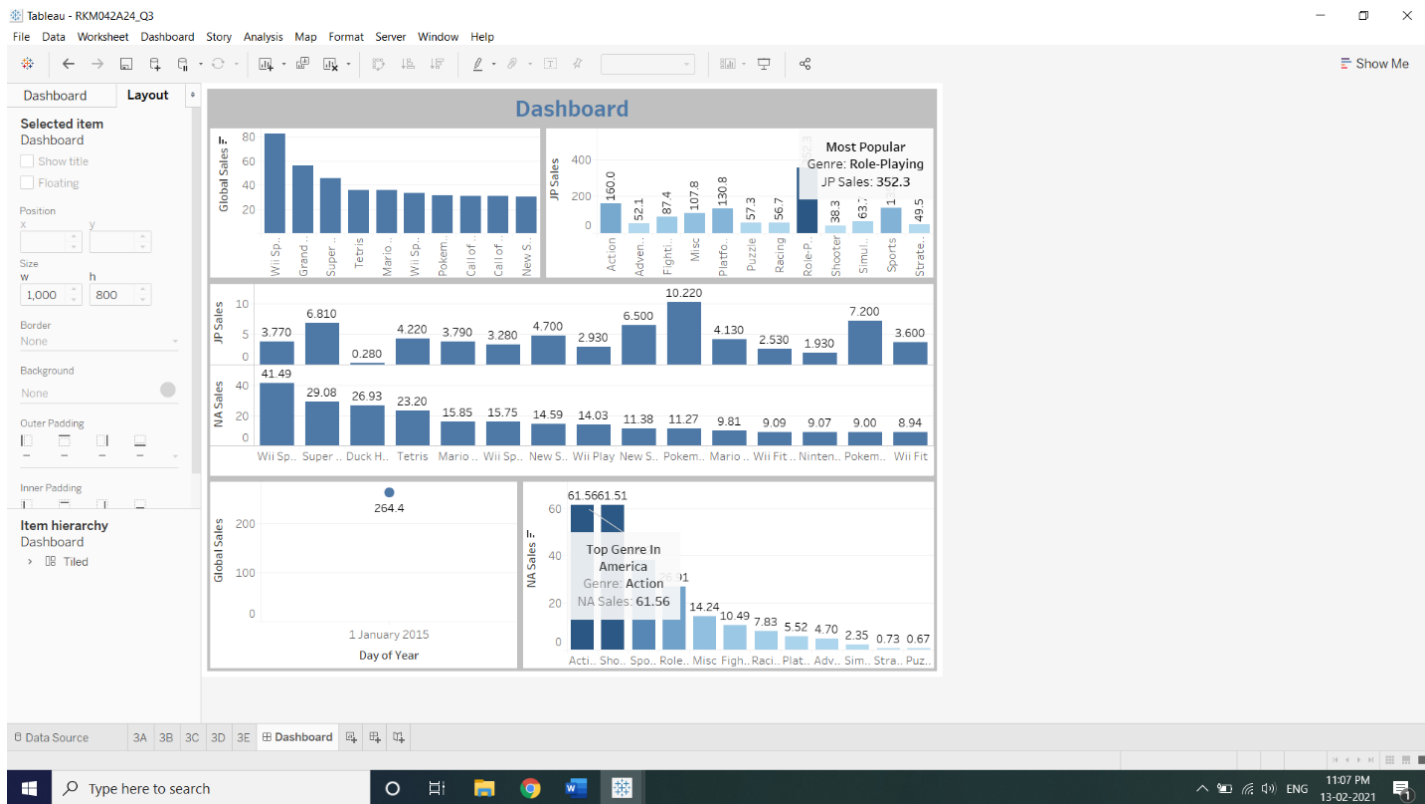 Tableau - RKM042A24_Q3
File Data Worksheet Dashboard Story Analysis Map Format Server Window Help
Show Me
Dashboard Layout
Selected item
Dashboard
Show title
Floating
Position
x y
Size
w h
1,000 800
Border
None
Background
None
Outer Padding
Inner Padding
Item hierarchy
Dashboard
Tiled
Dashboard
Global Sales
80
60
40
20
Wii Sp.. Grand .. Super .. Tetris Mario .. Wii Sp.. Pokem.. Call of .. Call of .. New S..
JP Sales
400
200
0
160.0 52.1 87.4 107.8 130.8 57.3 56.7 38.3 63.7 49.5
Action Adven.. Fighti.. Misc Platfo.. Puzzle Racing Role-P.. Shooter Simul.. Sports Strate..
Most Popular
Genre: Role-Playing
JP Sales: 352.3
JP Sales
10
5
0
3.770 6.810 0.280 4.220 3.790 3.280 4.700 2.930 6.500 10.220 4.130 2.530 1.930 7.200 3.600
NA Sales
40
20
0
41.49 29.08 26.93 23.20 15.85 15.75 14.59 14.03 11.38 11.27 9.81 9.09 9.07 9.00 8.94
Wii Sp.. Super .. Duck H.. Tetris Mario .. Wii Sp.. New S.. Wii Play New S.. Pokem.. Mario .. Wii Fit .. Ninten.. Pokem.. Wii Fit
Global Sales
200
100
0
264.4
1 January 2015
Day of Year
NA Sales
60
40
20
0
61.56 61.51 14.24 10.49 7.83 5.52 4.70 2.35 0.73 0.67
Top Genre In
America
Genre: Action
NA Sales: 61.56
Acti.. Sho.. Spo.. Role.. Misc Figh.. Raci.. Plat.. Adv.. Sim.. Stra.. Puz..
Data Source 3A 3B 3C 3D 3E Dashboard
Type here to search
ENG
11:07 PM
13-02-2021
1